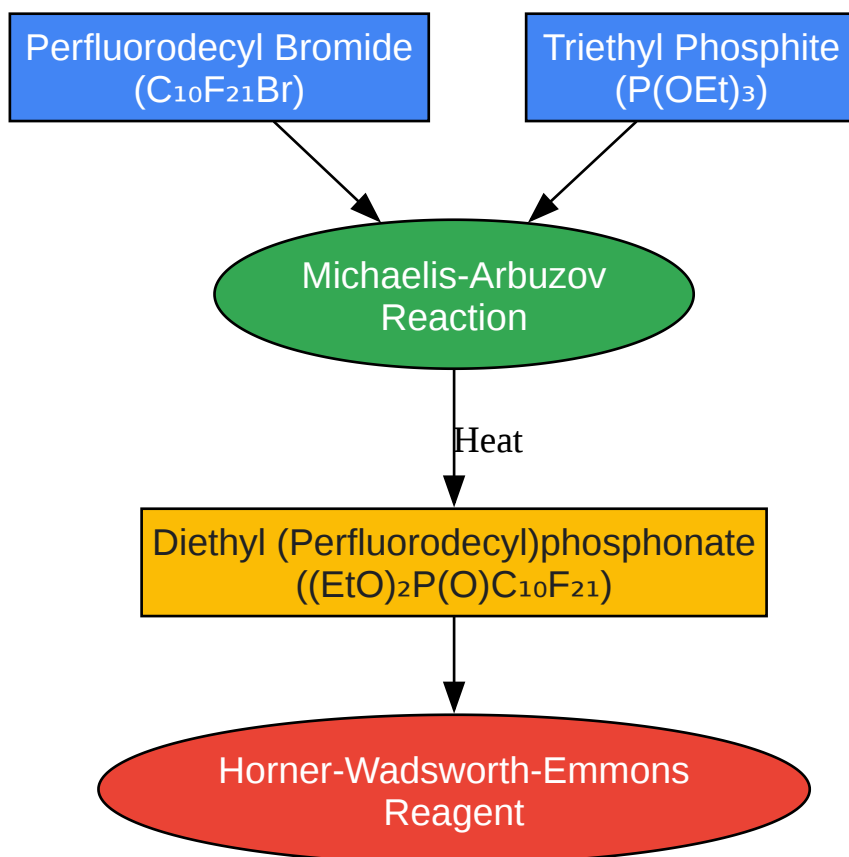 Perfluorodecyl Bromide
(C₁₀F₂₁Br)
Triethyl Phosphite
(P(OEt)₃)
Michaelis-Arbuzov
Reaction
Heat
Diethyl (Perfluorodecyl)phosphonate
((EtO)₂P(O)C₁₀F₂₁)
Horner-Wadsworth-Emmons
Reagent